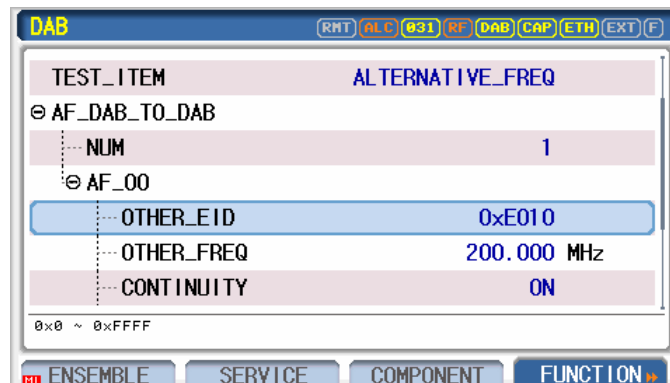 DAB RMT ALC 031 RF DAB CAP ETH EXT F
TEST_ITEM ALTERNATIVE_FREQ
AF_DAB_TO_DAB
NUM 1
AF_00
OTHER_EID 0xE010
OTHER_FREQ 200.000 MHz
CONTINUITY ON
0x0 ~ 0xFFFF
ENSEMBLE SERVICE COMPONENT FUNCTION